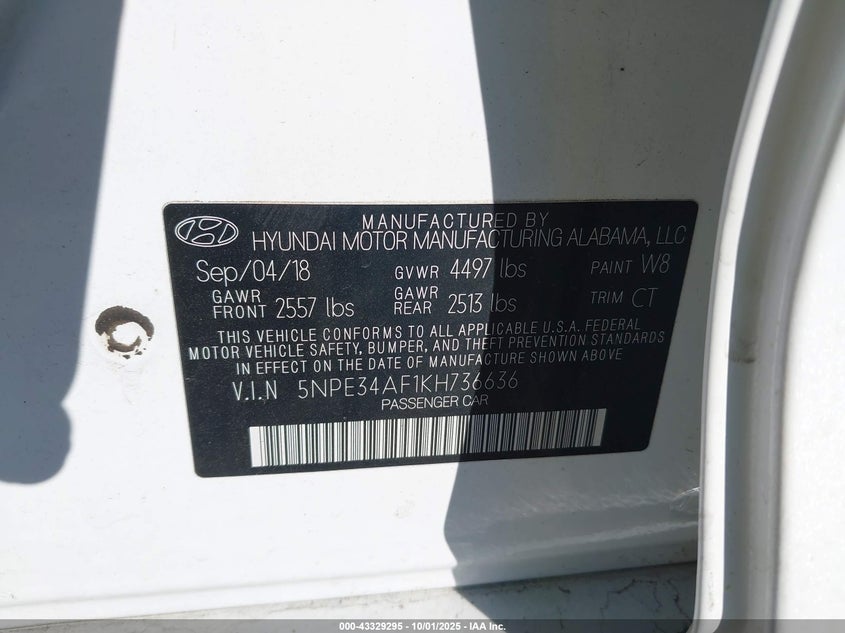 MANUFACTURED BY
HYUNDAI MOTOR MANUFACTURING ALABAMA, LLC
Sep/04/18 GVWR 4497 lbs PAINT W8
GAWR FRONT 2557 lbs GAWR REAR 2513 lbs TRIM CT
THIS VEHICLE CONFORMS TO ALL APPLICABLE U.S.A. FEDERAL
MOTOR VEHICLE SAFETY, BUMPER, AND THEFT PREVENTION STANDARDS
IN EFFECT ON THE DATE OF MANUFACTURE SHOWN ABOVE
V.I.N 5NPE34AF1KH736636
PASSENGER CAR
000-43329295 - 10/01/2025 - IAA Inc.